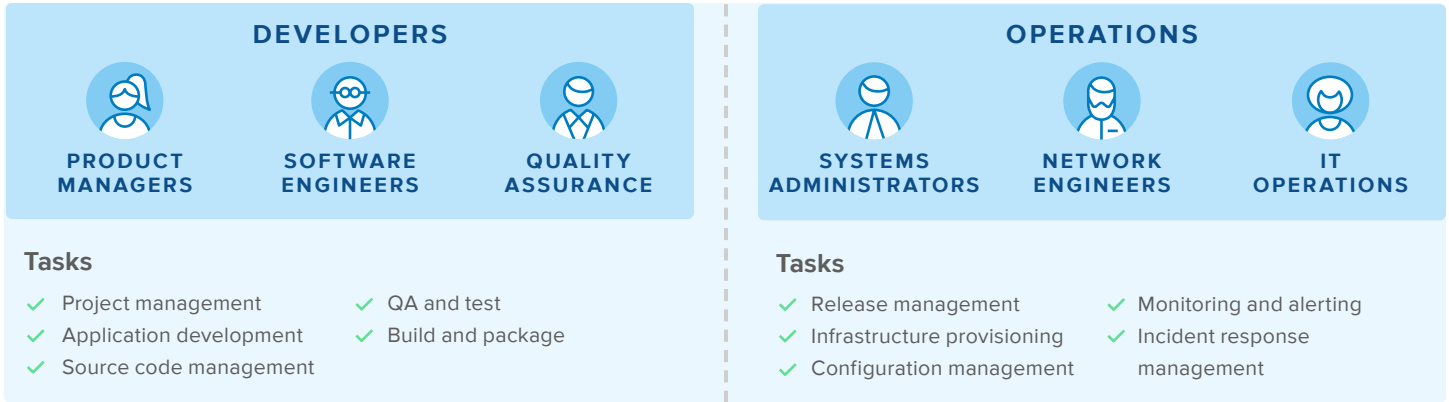 DEVELOPERS
PRODUCT
MANAGERS
SOFTWARE
ENGINEERS
QUALITY
ASSURANCE
Tasks
Project management
Application development
Source code management
QA and test
Build and package
OPERATIONS
SYSTEMS
ADMINISTRATORS
NETWORK
ENGINEERS
IT
OPERATIONS
Tasks
Release management
Infrastructure provisioning
Configuration management
Monitoring and alerting
Incident response
management